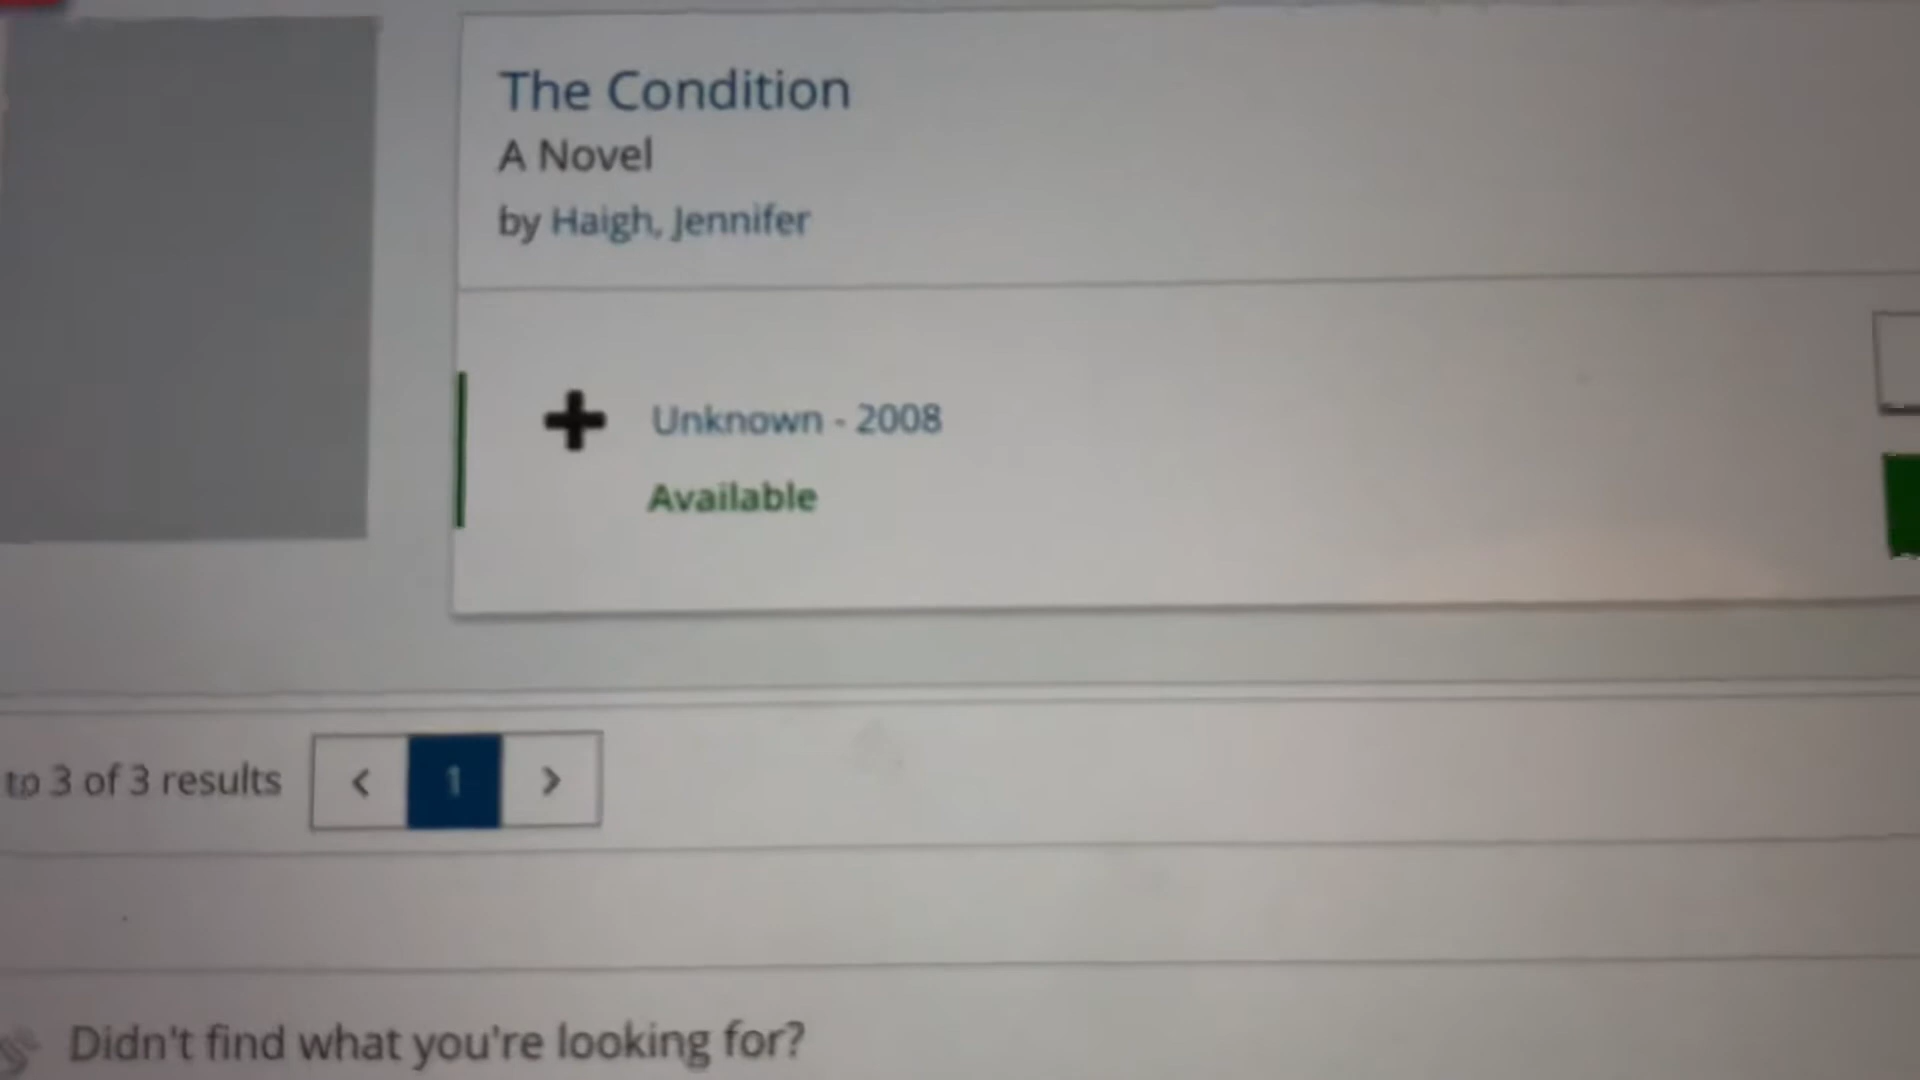 The Condition
A Novel
by Haigh, Jennifer
Unknown - 2008
Available
to 3 of 3 results
< 1 >
Didn't find what you're looking for?